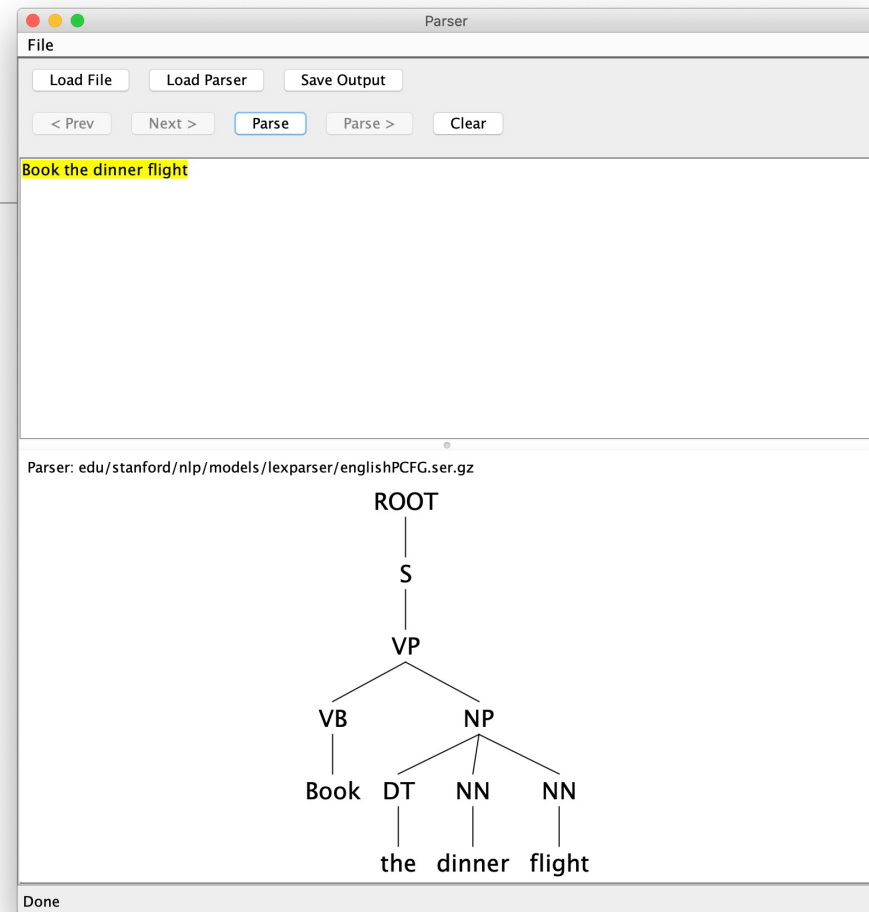 Parser
File
Load File Load Parser Save Output
< Prev Next > Parse Parse > Clear
Book the dinner flight
Parser: edu/stanford/nlp/models/lexparser/englishPCFG.ser.gz
ROOT
S
VP
VB NP
Book DT NN NN
the dinner flight
Done